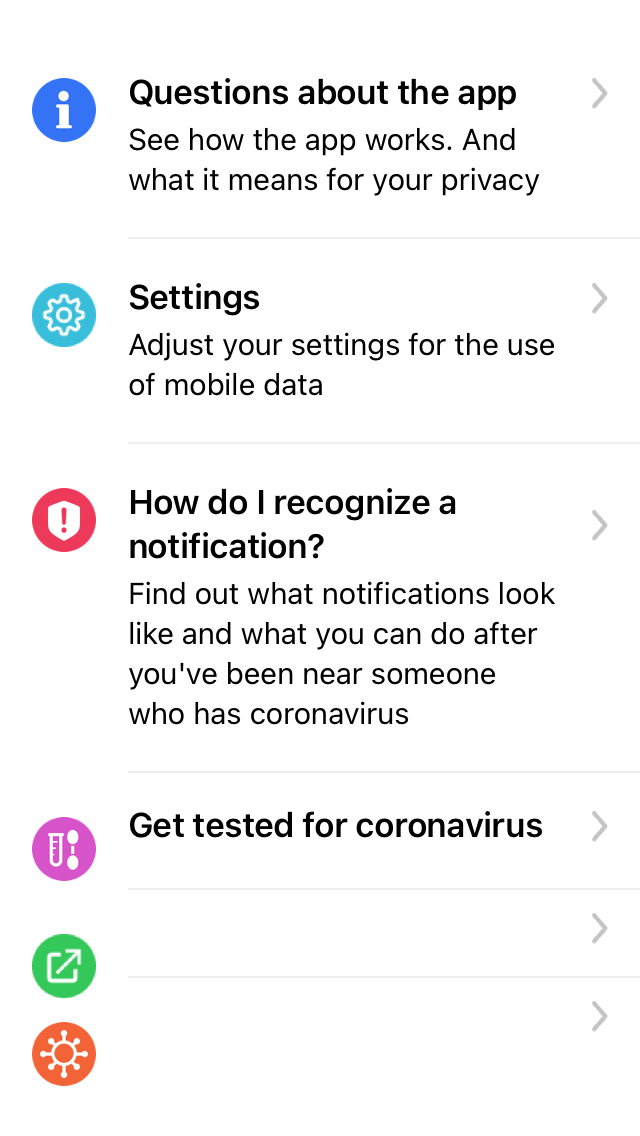 Questions about the app
See how the app works. And
what it means for your privacy
Settings
Adjust your settings for the use
of mobile data
How do I recognize a
notification?
Find out what notifications look
like and what you can do after
you've been near someone
who has coronavirus
Get tested for coronavirus